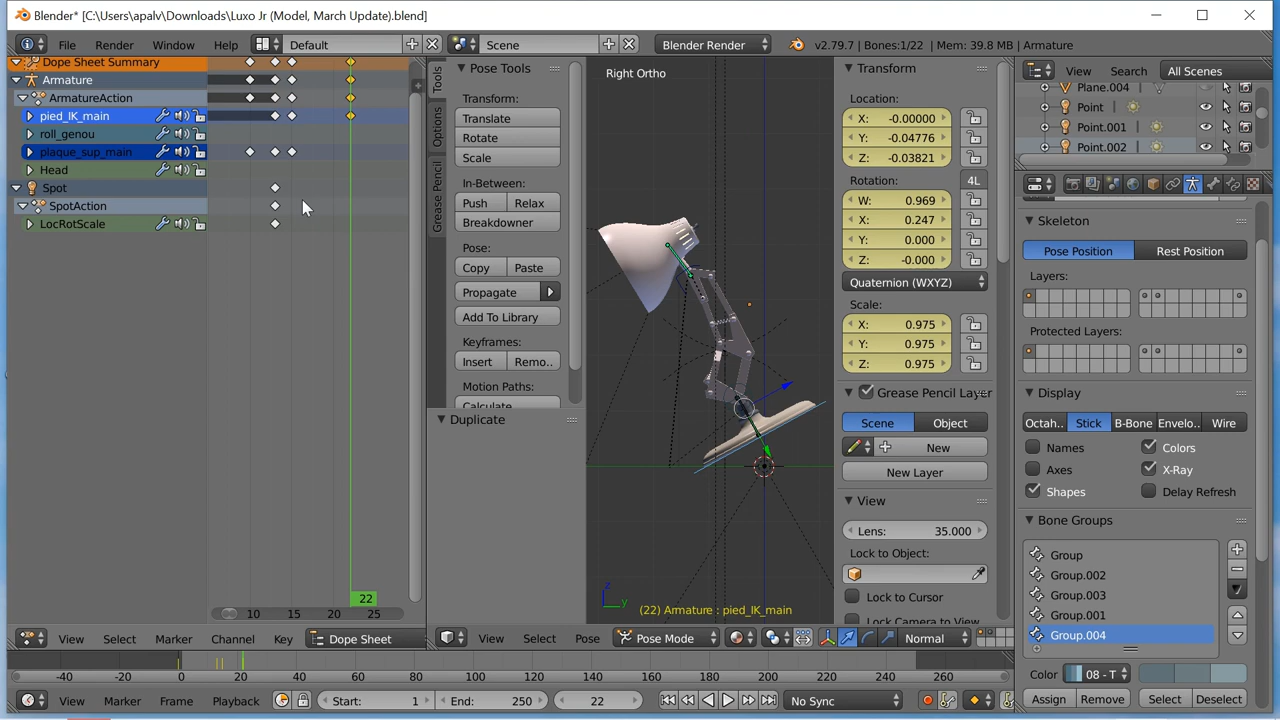 Blender* [C:\Users\apalv\Downloads\Luxo Jr (Model, March Update).blend]
File Render Window Help Default Scene Blender Render v2.79.7 | Bones:1/22 | Mem: 39.8 MB | Armature
Dope Sheet Summary
Armature
ArmatureAction
pied_IK_main
roll_genou
plaque_sup_main
Head
Spot
SpotAction
LocRotScale
22
10 15 20 25
View Select Marker Channel Key Dope Sheet
Tools
Options
Grease Pencil
Pose Tools
Transform:
Translate
Rotate
Scale
In-Between:
Push Relax
Breakdowner
Pose:
Copy Paste
Propagate
Add To Library
Keyframes:
Insert Remo..
Motion Paths:
Calculate
Duplicate
Right Ortho
z
y
(22) Armature : pied_IK_main
View Select Pose Pose Mode Normal
Transform
Location:
X: -0.00000
Y: -0.04776
Z: -0.03821
Rotation: 4L
W: 0.969
X: 0.247
Y: 0.000
Z: -0.000
Quaternion (WXYZ)
Scale:
X: 0.975
Y: 0.975
Z: 0.975
Grease Pencil Layer
Scene Object
New
New Layer
View
Lens: 35.000
Lock to Object:
Lock to Cursor
Lock Camera to View
View Search All Scenes
Plane.004
Point
Point.001
Point.002
Skeleton
Pose Position Rest Position
Layers:
Protected Layers:
Display
Octah.. Stick B-Bone Envelo.. Wire
Names Colors
Axes X-Ray
Shapes Delay Refresh
Bone Groups
Group
Group.002
Group.003
Group.001
Group.004
Color 08 - T
Assign Remove Select Deselect
-40 -20 0 20 40 60 80 100 120 140 160 180 200 220 240 260
View Marker Frame Playback Start: 1 End: 250 22 No Sync